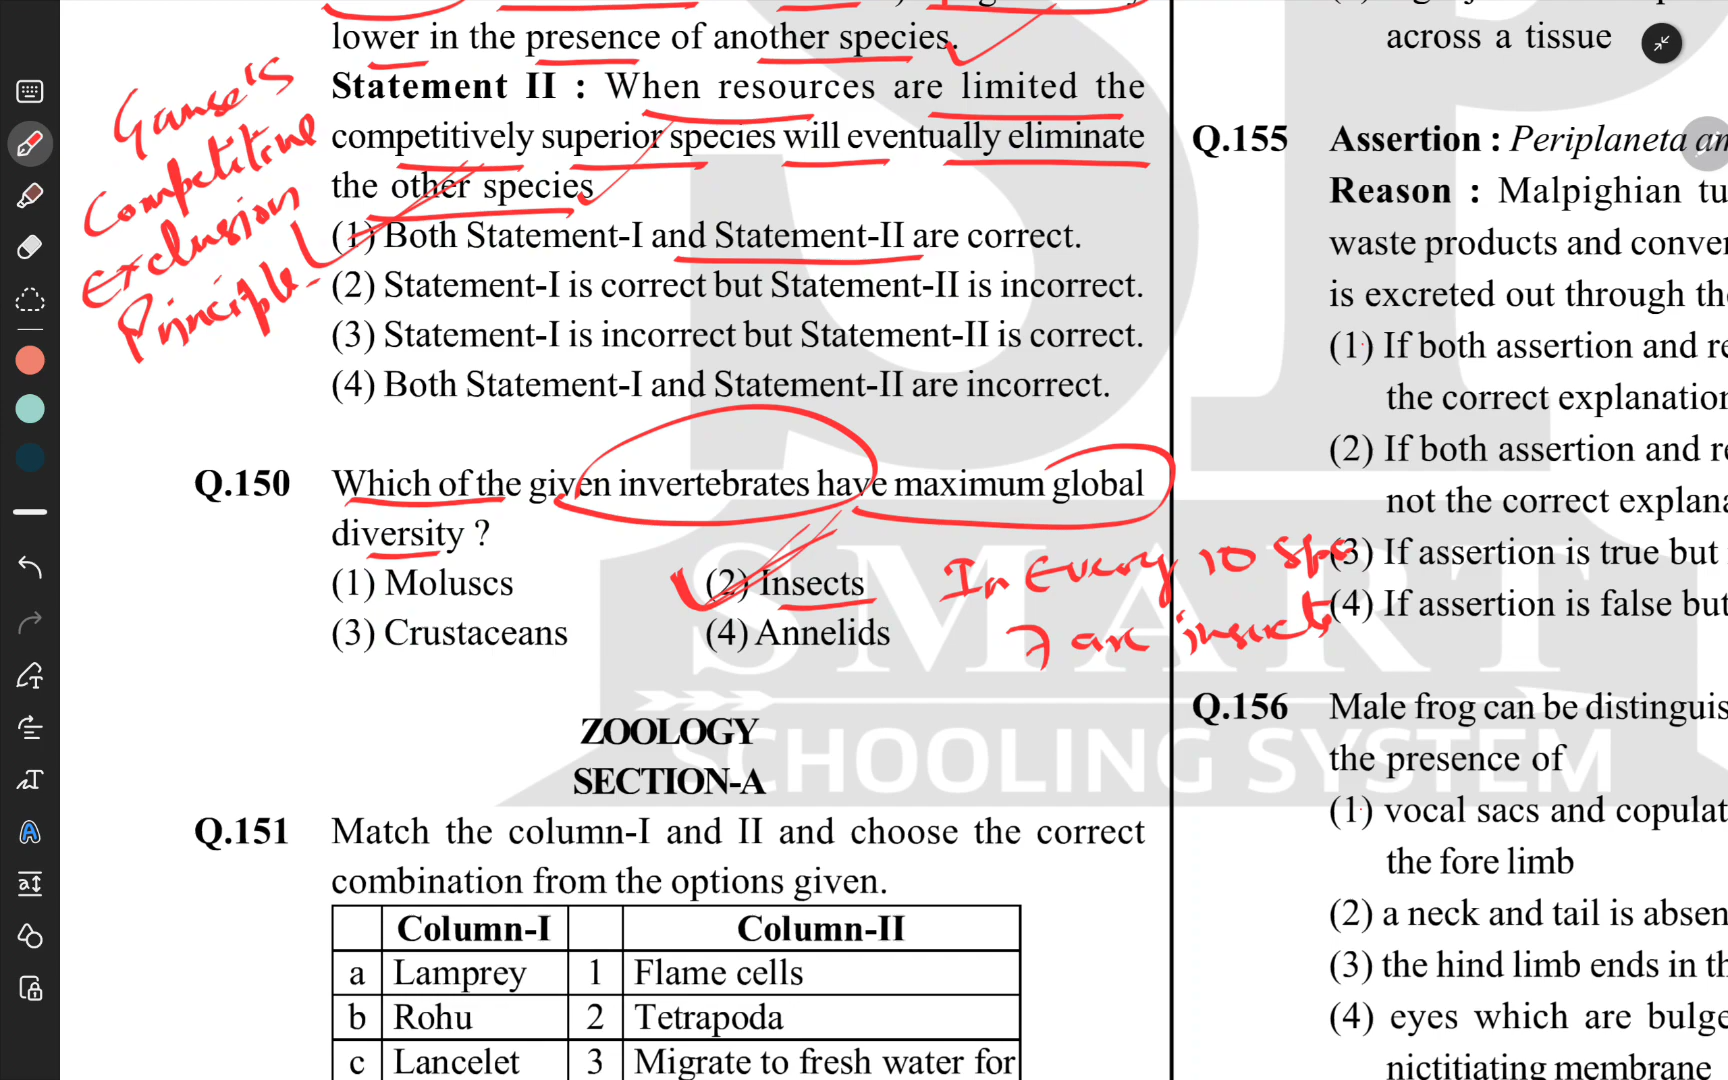 lower in the presence of another species.
Statement II : When resources are limited the
competitively superior species will eventually eliminate
the other species
(1) Both Statement-I and Statement-II are correct.
(2) Statement-I is correct but Statement-II is incorrect.
(3) Statement-I is incorrect but Statement-II is correct.
(4) Both Statement-I and Statement-II are incorrect.
Gause's
Competitive
Exclusion
Principle
Q.150 Which of the given invertebrates have maximum global
diversity ?
(1) Moluscs (2) Insects
(3) Crustaceans (4) Annelids
In Every 10 Spe
7 are insects
ZOOLOGY
SECTION-A
Q.151 Match the column-I and II and choose the correct
combination from the options given.
Column-I Column-II
a Lamprey 1 Flame cells
b Rohu 2 Tetrapoda
c Lancelet 3 Migrate to fresh water for
across a tissue
Q.155 Assertion : Periplaneta am
Reason : Malpighian tu
waste products and conver
is excreted out through the
(1) If both assertion and re
the correct explanation
(2) If both assertion and re
not the correct explana
(3) If assertion is true but
(4) If assertion is false but
Q.156 Male frog can be distinguis
the presence of
(1) vocal sacs and copulat
the fore limb
(2) a neck and tail is absen
(3) the hind limb ends in th
(4) eyes which are bulge
nictitiating membrane
SP
SMART
SCHOOLING SYSTEM